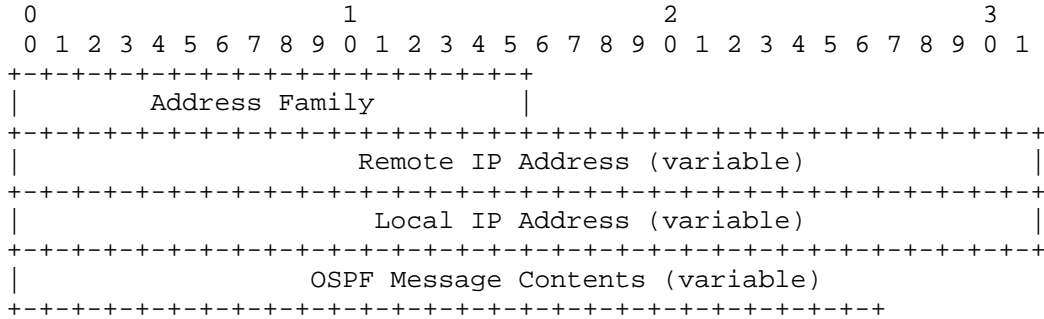 0                   1                   2                   3
 0 1 2 3 4 5 6 7 8 9 0 1 2 3 4 5 6 7 8 9 0 1 2 3 4 5 6 7 8 9 0 1
+-+-+-+-+-+-+-+-+-+-+-+-+-+-+-+-+
|        Address Family         |
+-+-+-+-+-+-+-+-+-+-+-+-+-+-+-+-+-+-+-+-+-+-+-+-+-+-+-+-+-+-+-+-+
|                     Remote IP Address (variable)              |
+-+-+-+-+-+-+-+-+-+-+-+-+-+-+-+-+-+-+-+-+-+-+-+-+-+-+-+-+-+-+-+-+
|                      Local IP Address (variable)              |
+-+-+-+-+-+-+-+-+-+-+-+-+-+-+-+-+-+-+-+-+-+-+-+-+-+-+-+-+-+-+-+-+
|                  OSPF Message Contents (variable)
+-+-+-+-+-+-+-+-+-+-+-+-+-+-+-+-+-+-+-+-+-+-+-+-+-+-+-+